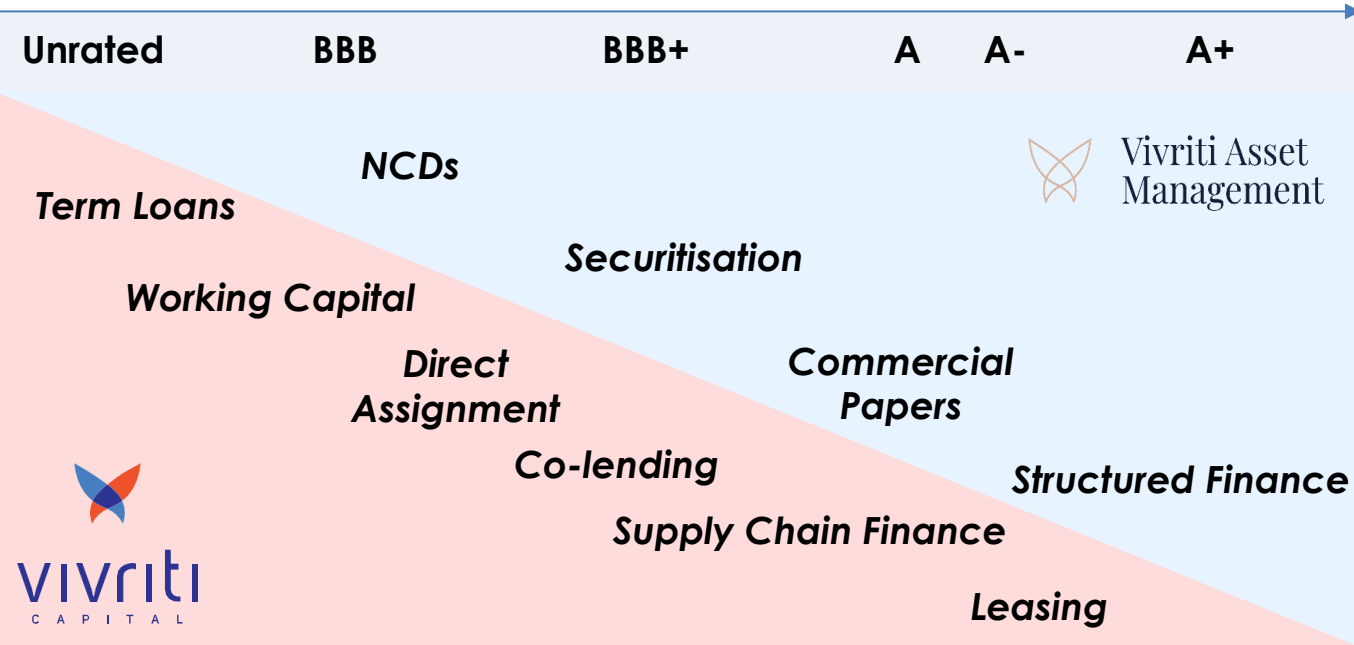 Unrated BBB BBB+ A A- A+
NCDs
Vivriti Asset
Management
Term Loans
Securitisation
Working Capital
Direct
Assignment
Commercial
Papers
Co-lending
Structured Finance
Supply Chain Finance
vivriti
CAPITAL
Leasing